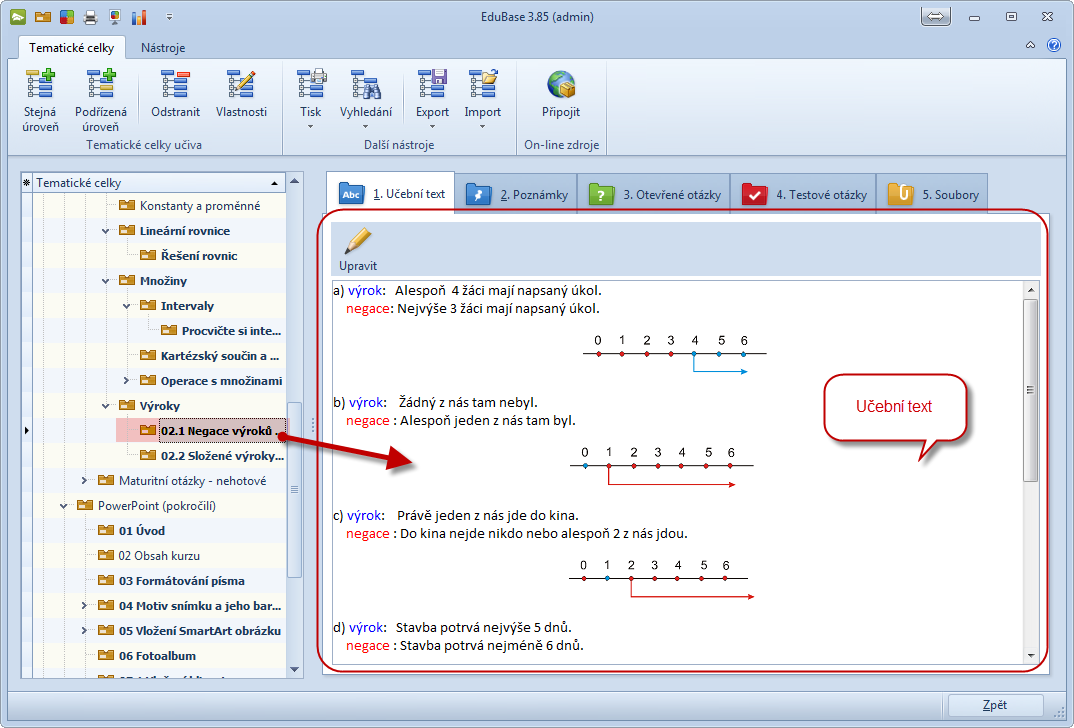 EduBase 3.85 (admin)
Tematické celky Nástroje
Stejná úroveň
Podřízená úroveň
Odstranit
Vlastnosti
Tisk
Vyhledání
Export
Import
Připojit
Tematické celky učiva
Další nástroje
On-line zdroje
Tematické celky
Konstanty a proměnné
Lineární rovnice
Řešení rovnic
Množiny
Intervaly
Procvičte si inte...
Kartézský součin a ...
Operace s množinami
Výroky
02.1 Negace výroků ...
02.2 Složené výroky,...
Maturitní otázky - nehotové
PowerPoint (pokročilí)
01 Úvod
02 Obsah kurzu
03 Formátování písma
04 Motiv snímku a jeho bar...
05 Vložení SmartArt obrázku
06 Fotoalbum
Abc 1. Učební text
2. Poznámky
? 3. Otevřené otázky
4. Testové otázky
5. Soubory
Upravit
a) výrok: Alespoň 4 žáci mají napsaný úkol.
negace: Nejvýše 3 žáci mají napsaný úkol.
0 1 2 3 4 5 6
b) výrok: Žádný z nás tam nebyl.
negace : Alespoň jeden z nás tam byl.
0 1 2 3 4 5 6
c) výrok: Právě jeden z nás jde do kina.
negace : Do kina nejde nikdo nebo alespoň 2 z nás jdou.
0 1 2 3 4 5 6
d) výrok: Stavba potrvá nejvýše 5 dnů.
negace : Stavba potrvá nejméně 6 dnů.
Učební text
Zpět